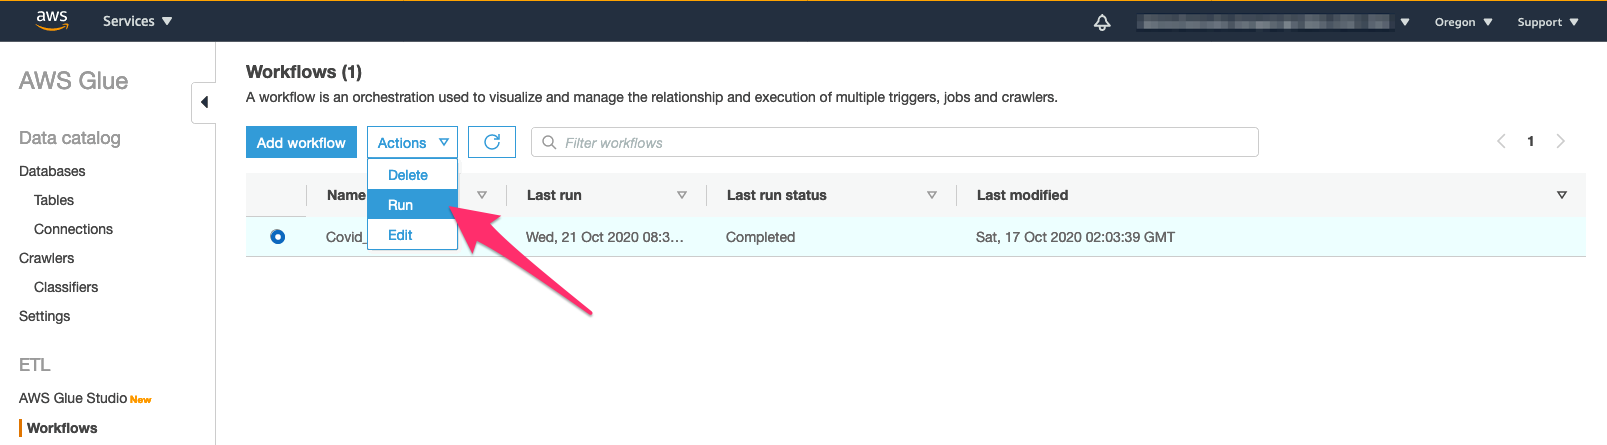 aws Services Oregon Support
AWS Glue
Data catalog
Databases
Tables
Connections
Crawlers
Classifiers
Settings
ETL
AWS Glue Studio New
Workflows
Workflows (1)
A workflow is an orchestration used to visualize and manage the relationship and execution of multiple triggers, jobs and crawlers.
Add workflow Actions Filter workflows 1
Delete
Run
Edit
Name Last run Last run status Last modified
Covid_ Wed, 21 Oct 2020 08:3... Completed Sat, 17 Oct 2020 02:03:39 GMT